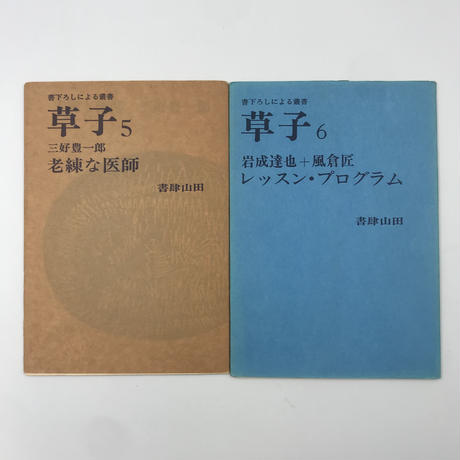 書下ろしによる叢書
草子5
三好豊一郎
老練な医師
書肆山田
書下ろしによる叢書
草子6
岩成達也+風倉匠
レッスン・プログラム
書肆山田